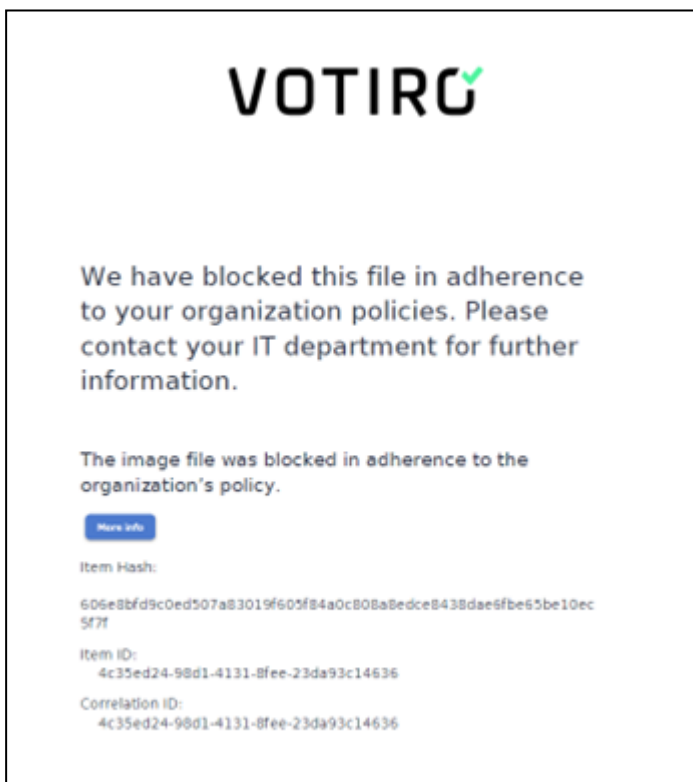 VOTIRO
We have blocked this file in adherence
to your organization policies. Please
contact your IT department for further
information.
The image file was blocked in adherence to the
organization's policy.
More info
Item Hash:
606e8bfd9c0ed507a83019f605f84a0c808a8edce8438dae6fbe65be10ec
5f7f
Item ID:
4c35ed24-98d1-4131-8fee-23da93c14636
Correlation ID:
4c35ed24-98d1-4131-8fee-23da93c14636